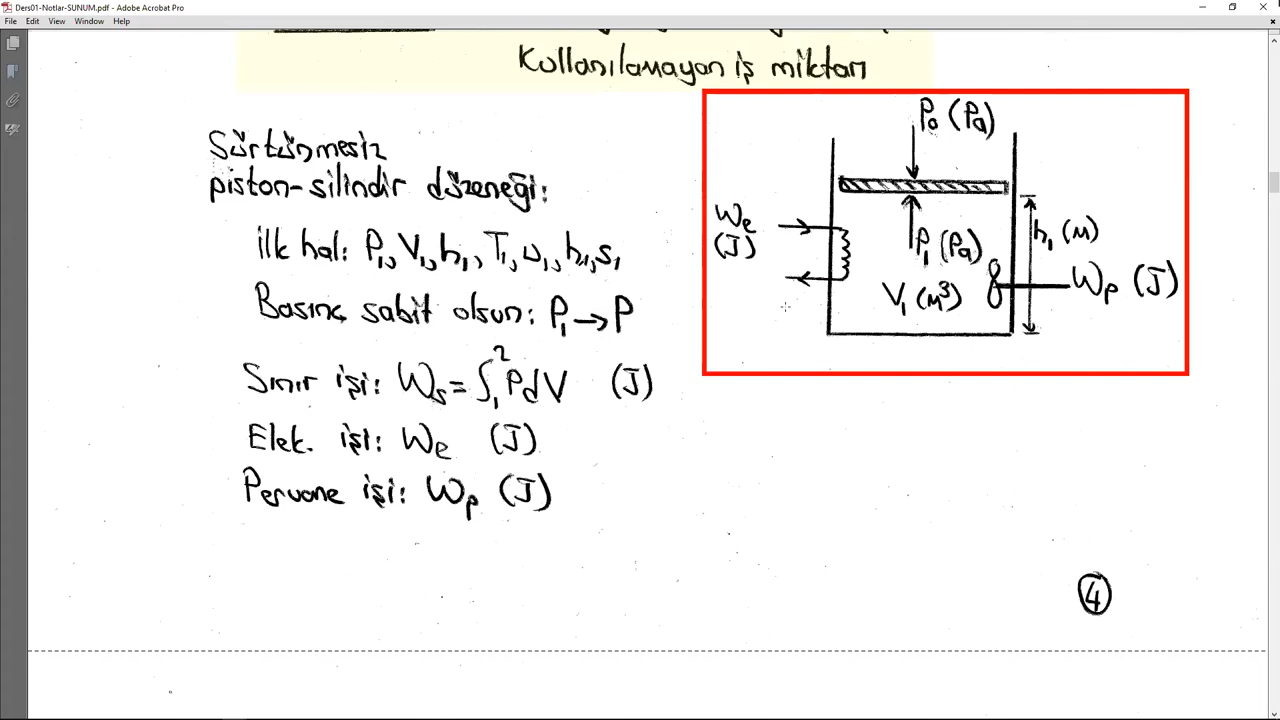 Ders01-Notlar-SUNUM.pdf - Adobe Acrobat Pro
File Edit View Window Help
Kullanılamayan iş miktarı
Sürtünmesiz
piston-silindir düzeneği:
İlk hal: P₁, V₁, h₁, T₁, u₁, h₁, s₁
Basınç sabit olsun: P₁ → P
Sınır işi: Wₛ = ∫₁² PdV (J)
Elek. işi: Wₑ (J)
Pervane işi: Wₚ (J)
P₀ (Pa)
Wₑ
(J)
P₁ (Pa)
h₁ (m)
V₁ (m³)
Wₚ (J)
4